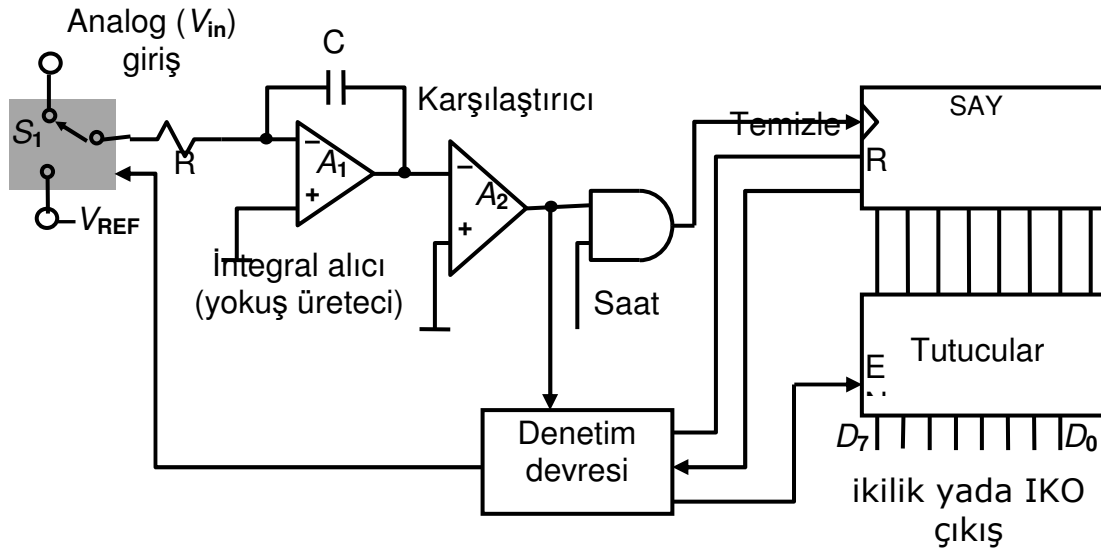 Analog (Vin)
giriş
C
Karşılaştırıcı
SAY
Temizle
S1
R
A1
A2
R
– VREF
İntegral alıcı
(yokuş üreteci)
Saat
Tutucular
E
Denetim
devresi
D7
D0
ikilik yada IKO
çıkış